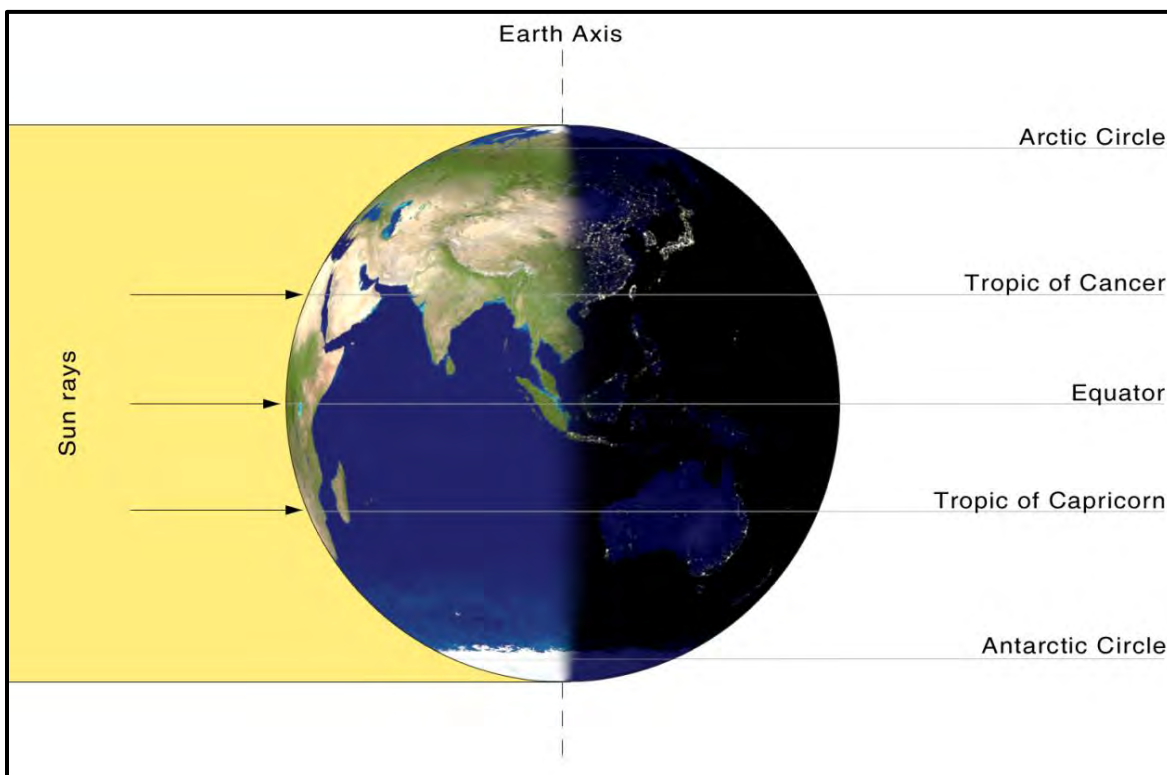 Earth Axis
Arctic Circle
Tropic of Cancer
Sun rays
Equator
Tropic of Capricorn
Antarctic Circle